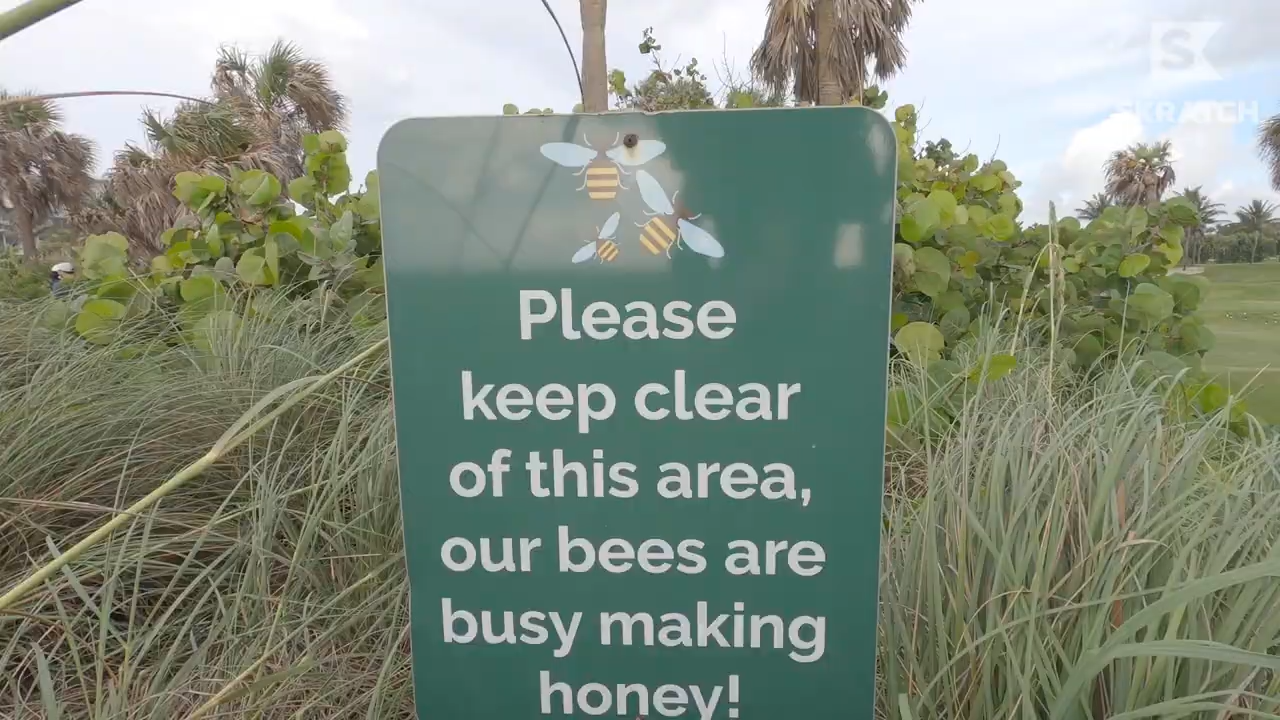 S
SKRATCH
Please
keep clear
of this area,
our bees are
busy making
honey!